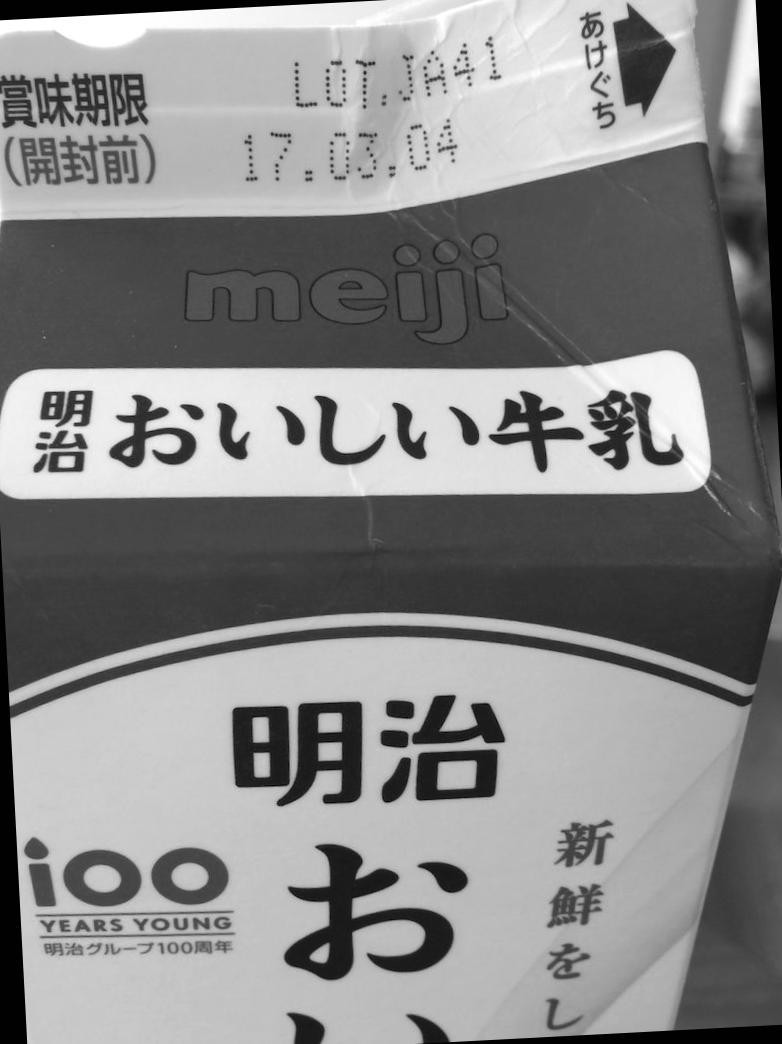 賞味期限 LOT.JA41
(開封前) 17.03.04
あけぐち
meiji
明治おいしい牛乳
明治
お
い
100
YEARS YOUNG
明治グループ100周年
新鮮をし